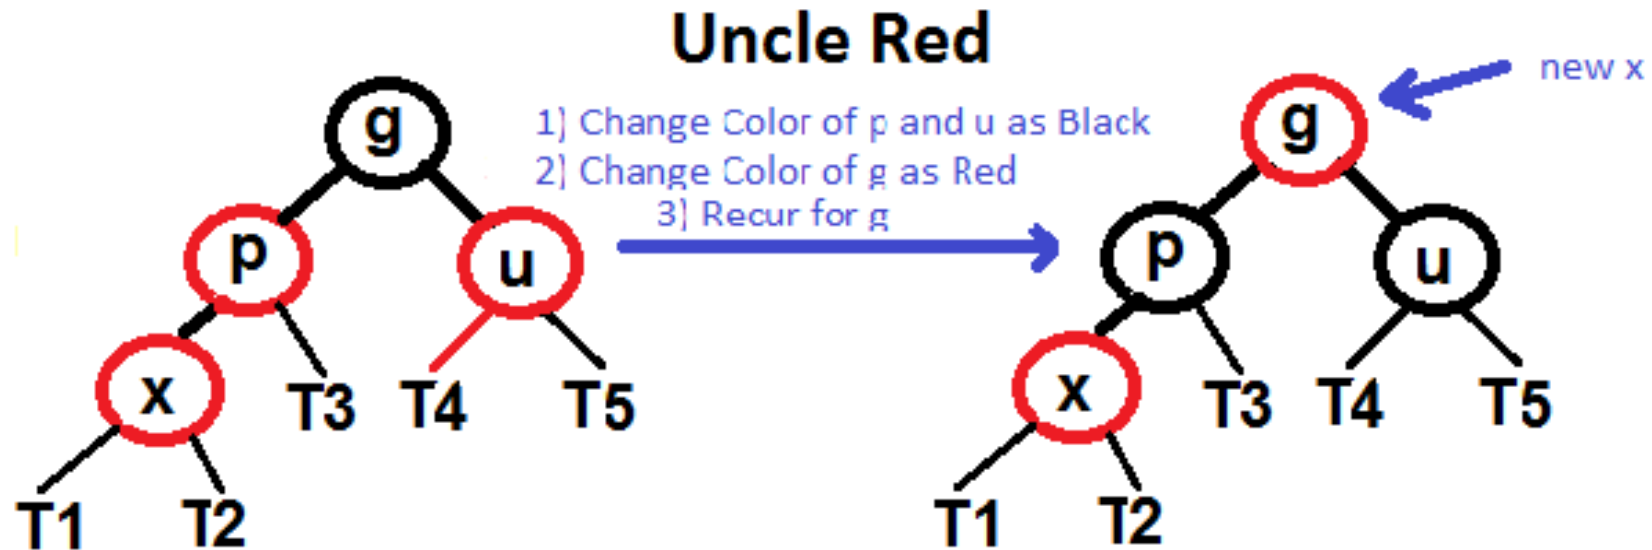 Uncle Red
new x
1) Change Color of p and u as Black
2) Change Color of g as Red
3) Recur for g
g
p
u
x
T3
T4
T5
T1
T2
g
p
u
x
T3
T4
T5
T1
T2